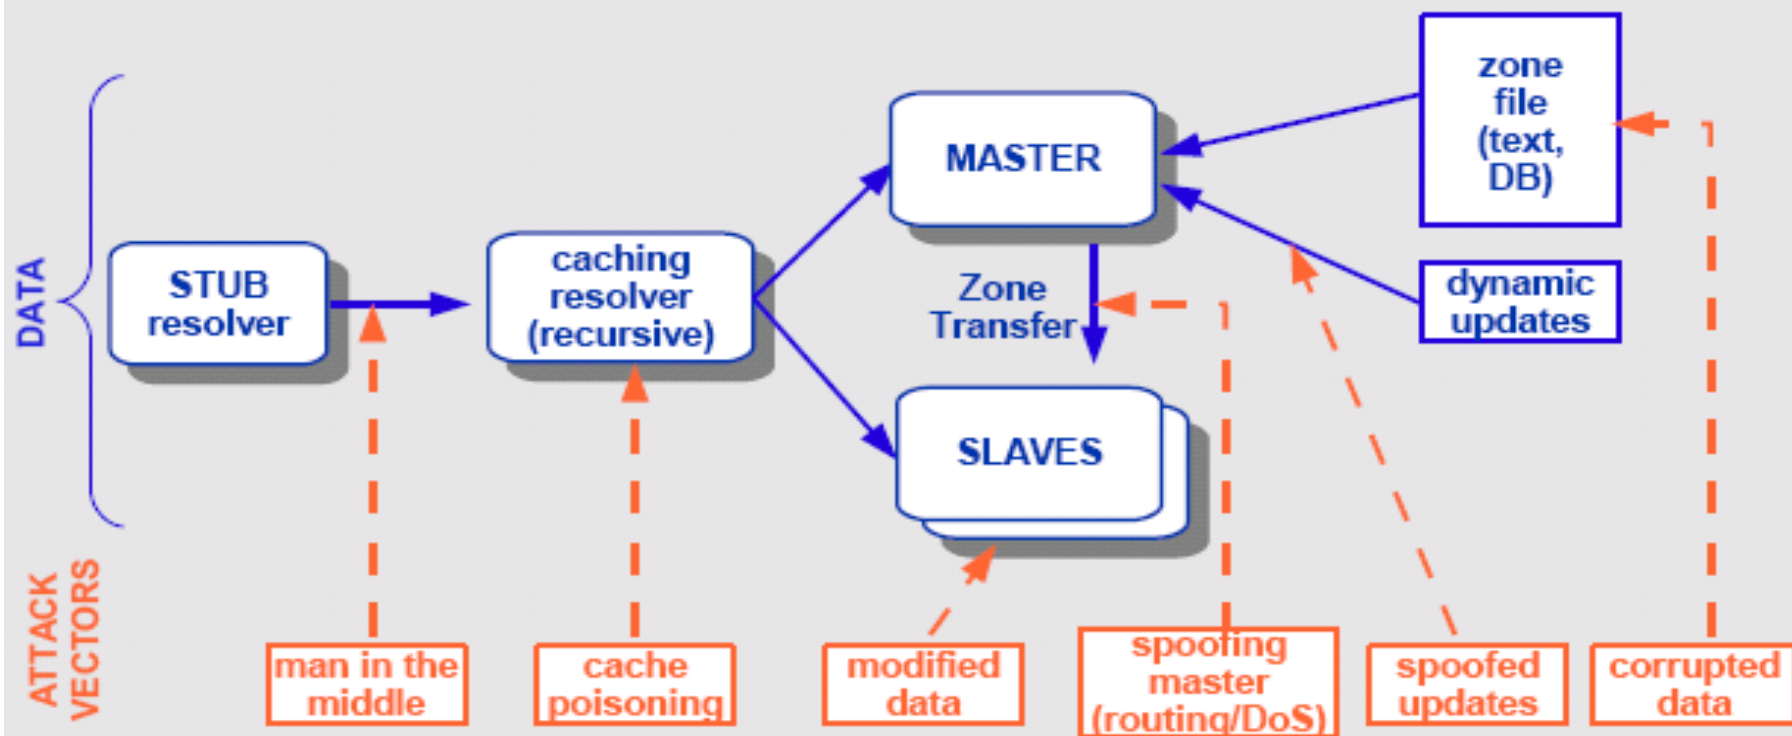 zone
file
(text,
DB)
MASTER
DATA
STUB
resolver
caching
resolver
(recursive)
Zone
Transfer
dynamic
updates
SLAVES
ATTACK
VECTORS
man in the
middle
cache
poisoning
modified
data
spoofing
master
(routing/DoS)
spoofed
updates
corrupted
data